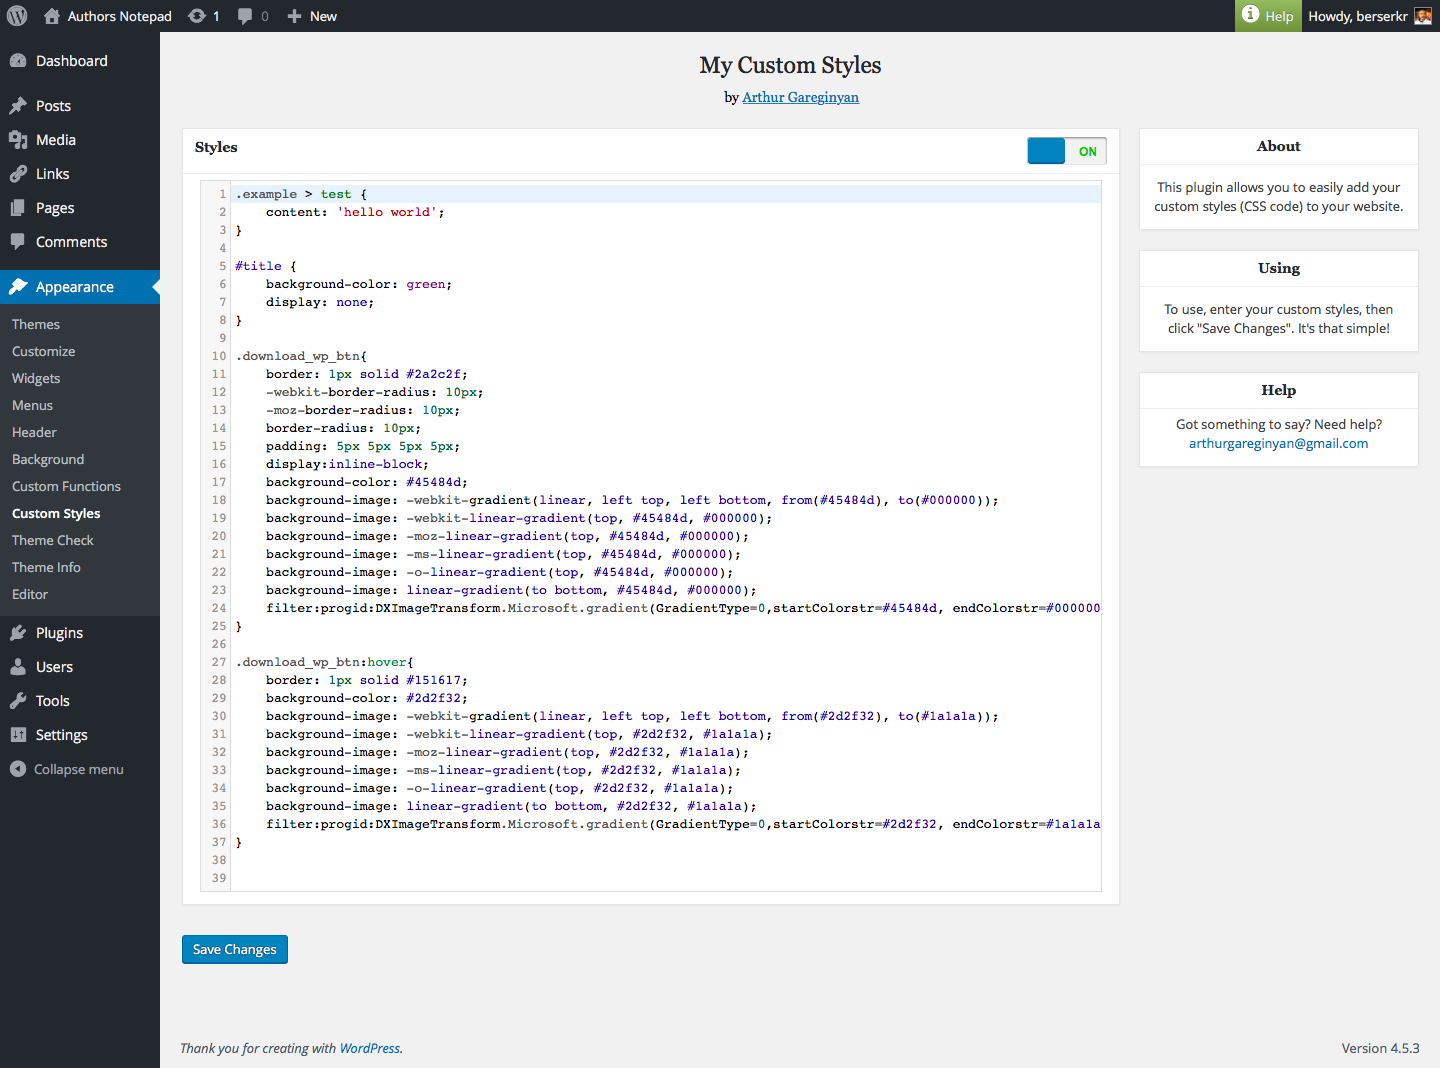 Authors Notepad 1 0 New Help Howdy, berserkr
Dashboard
Posts
Media
Links
Pages
Comments
Appearance
Themes
Customize
Widgets
Menus
Header
Background
Custom Functions
Custom Styles
Theme Check
Theme Info
Editor
Plugins
Users
Tools
Settings
Collapse menu
My Custom Styles
by Arthur Gareginyan
Styles
ON
1 .example > test {
2 content: 'hello world';
3 }
4
5 #title {
6 background-color: green;
7 display: none;
8 }
9
10 .download_wp_btn{
11 border: 1px solid #2a2c2f;
12 -webkit-border-radius: 10px;
13 -moz-border-radius: 10px;
14 border-radius: 10px;
15 padding: 5px 5px 5px 5px;
16 display:inline-block;
17 background-color: #45484d;
18 background-image: -webkit-gradient(linear, left top, left bottom, from(#45484d), to(#000000));
19 background-image: -webkit-linear-gradient(top, #45484d, #000000);
20 background-image: -moz-linear-gradient(top, #45484d, #000000);
21 background-image: -ms-linear-gradient(top, #45484d, #000000);
22 background-image: -o-linear-gradient(top, #45484d, #000000);
23 background-image: linear-gradient(to bottom, #45484d, #000000);
24 filter:progid:DXImageTransform.Microsoft.gradient(GradientType=0,startColorstr=#45484d, endColorstr=#000000
25 }
26
27 .download_wp_btn:hover{
28 border: 1px solid #151617;
29 background-color: #2d2f32;
30 background-image: -webkit-gradient(linear, left top, left bottom, from(#2d2f32), to(#1a1a1a));
31 background-image: -webkit-linear-gradient(top, #2d2f32, #1a1a1a);
32 background-image: -moz-linear-gradient(top, #2d2f32, #1a1a1a);
33 background-image: -ms-linear-gradient(top, #2d2f32, #1a1a1a);
34 background-image: -o-linear-gradient(top, #2d2f32, #1a1a1a);
35 background-image: linear-gradient(to bottom, #2d2f32, #1a1a1a);
36 filter:progid:DXImageTransform.Microsoft.gradient(GradientType=0,startColorstr=#2d2f32, endColorstr=#1a1a1a
37 }
38
39
Save Changes
About
This plugin allows you to easily add your
custom styles (CSS code) to your website.
Using
To use, enter your custom styles, then
click "Save Changes". It's that simple!
Help
Got something to say? Need help?
arthurgareginyan@gmail.com
Thank you for creating with WordPress.
Version 4.5.3